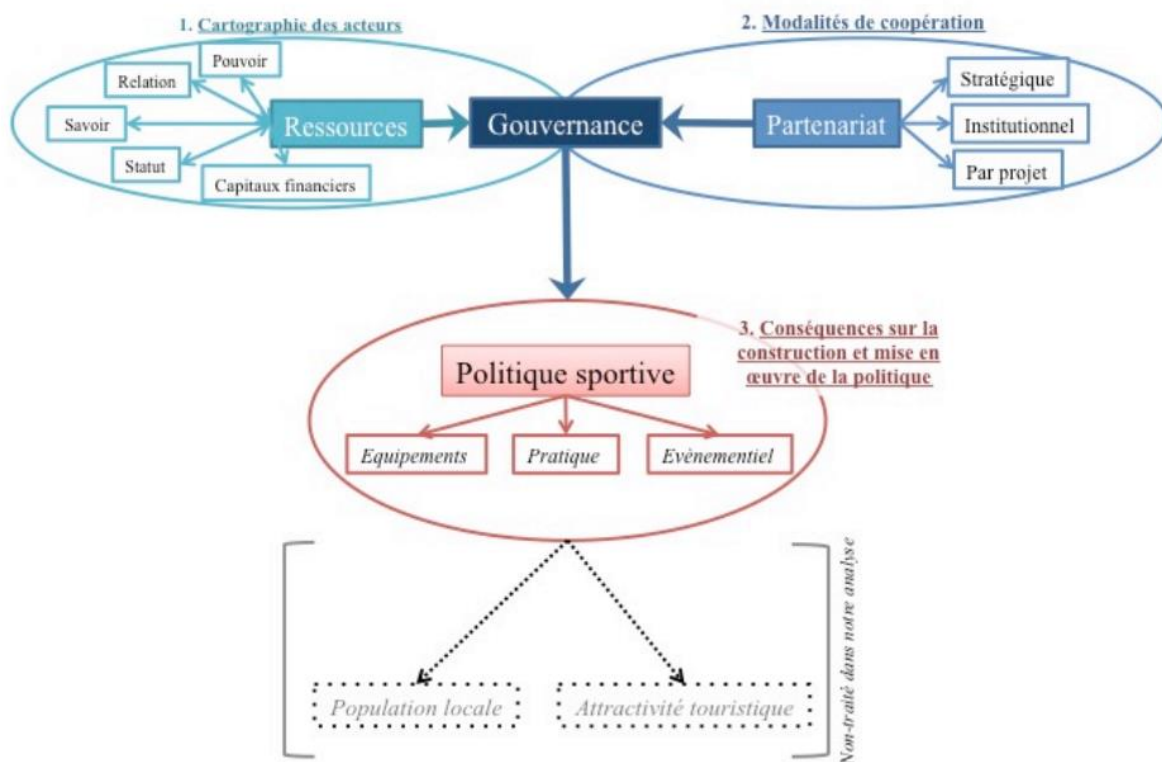 1. Cartographie des acteurs
2. Modalités de coopération
Pouvoir
Relation
Savoir
Statut
Capitaux financiers
Ressources
Gouvernance
Partenariat
Stratégique
Institutionnel
Par projet
3. Conséquences sur la
construction et mise en
œuvre de la politique
Politique sportive
Equipements
Pratique
Evènementiel
Non-traité dans notre analyse
Population locale
Attractivité touristique